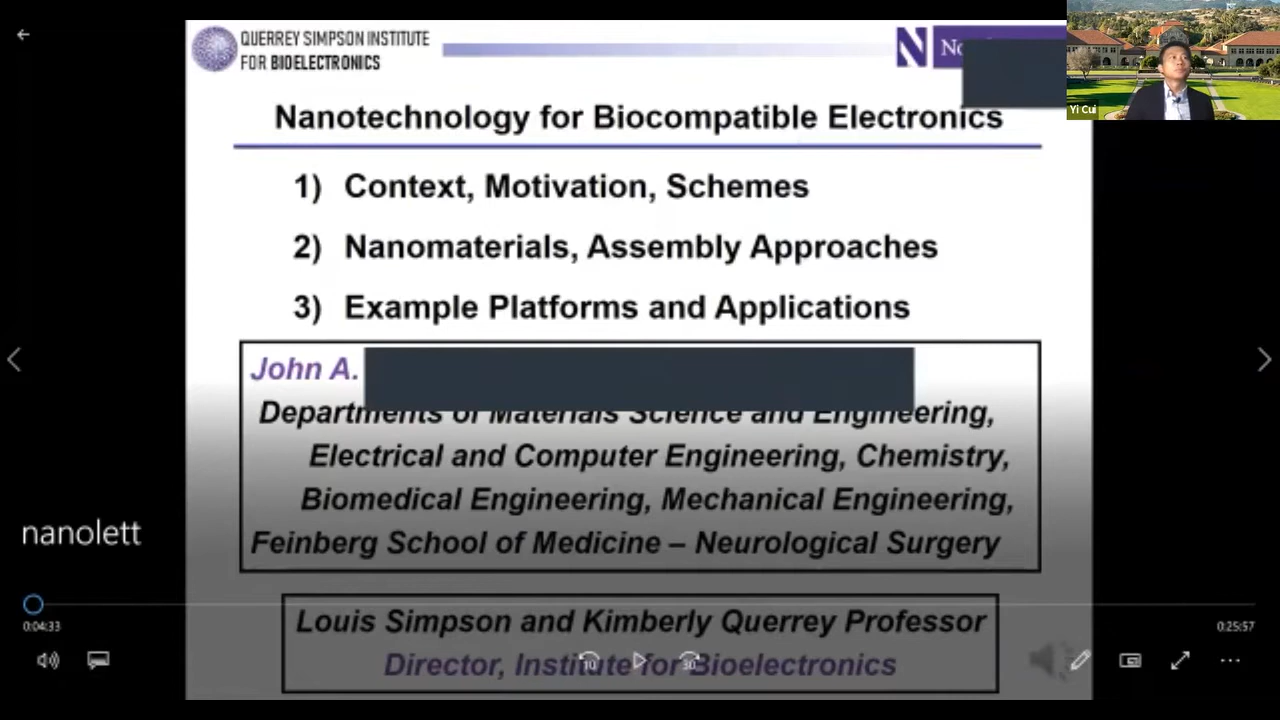 QUERREY SIMPSON INSTITUTE
FOR BIOELECTRONICS
N No
Yi Cui
Nanotechnology for Biocompatible Electronics
1) Context, Motivation, Schemes
2) Nanomaterials, Assembly Approaches
3) Example Platforms and Applications
John A.
Departments of Materials Science and Engineering,
Electrical and Computer Engineering, Chemistry,
Biomedical Engineering, Mechanical Engineering,
Feinberg School of Medicine – Neurological Surgery
nanolett
Louis Simpson and Kimberly Querrey Professor
Director, Institute for Bioelectronics
0:04:33
0:25:57
10
30